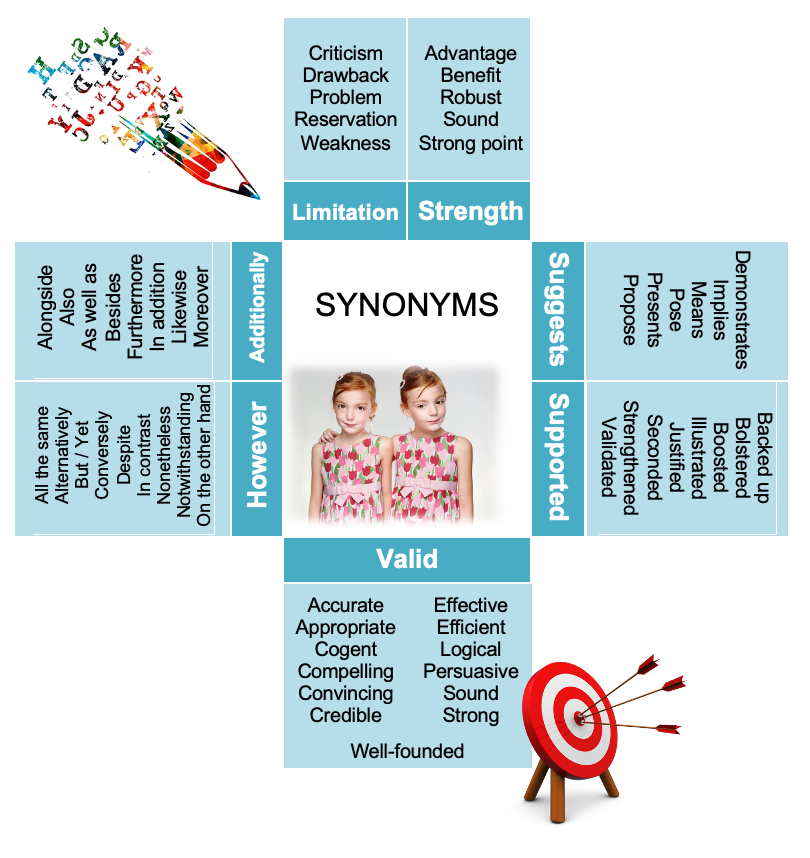 Criticism
Drawback
Problem
Reservation
Weakness
Advantage
Benefit
Robust
Sound
Strong point
Limitation
Strength
Alongside
Also
As well as
Besides
Furthermore
In addition
Likewise
Moreover
Additionally
SYNONYMS
Suggests
Demonstrates
Implies
Means
Pose
Presents
Propose
All the same
Alternatively
But / Yet
Conversely
Despite
In contrast
Nonetheless
Notwithstanding
On the other hand
However
Supported
Backed up
Bolstered
Boosted
Illustrated
Justified
Seconded
Strengthened
Validated
Valid
Accurate
Appropriate
Cogent
Compelling
Convincing
Credible
Effective
Efficient
Logical
Persuasive
Sound
Strong
Well-founded